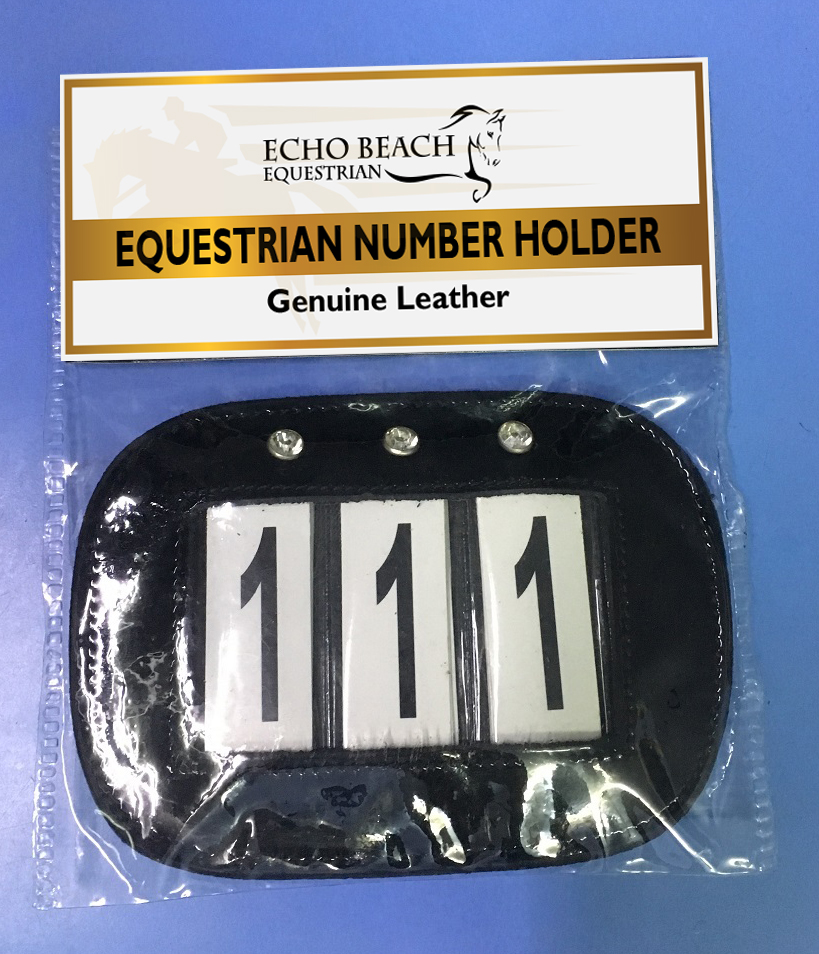 ECHO BEACH
EQUESTRIAN
EQUESTRIAN NUMBER HOLDER
Genuine Leather
1 1 1